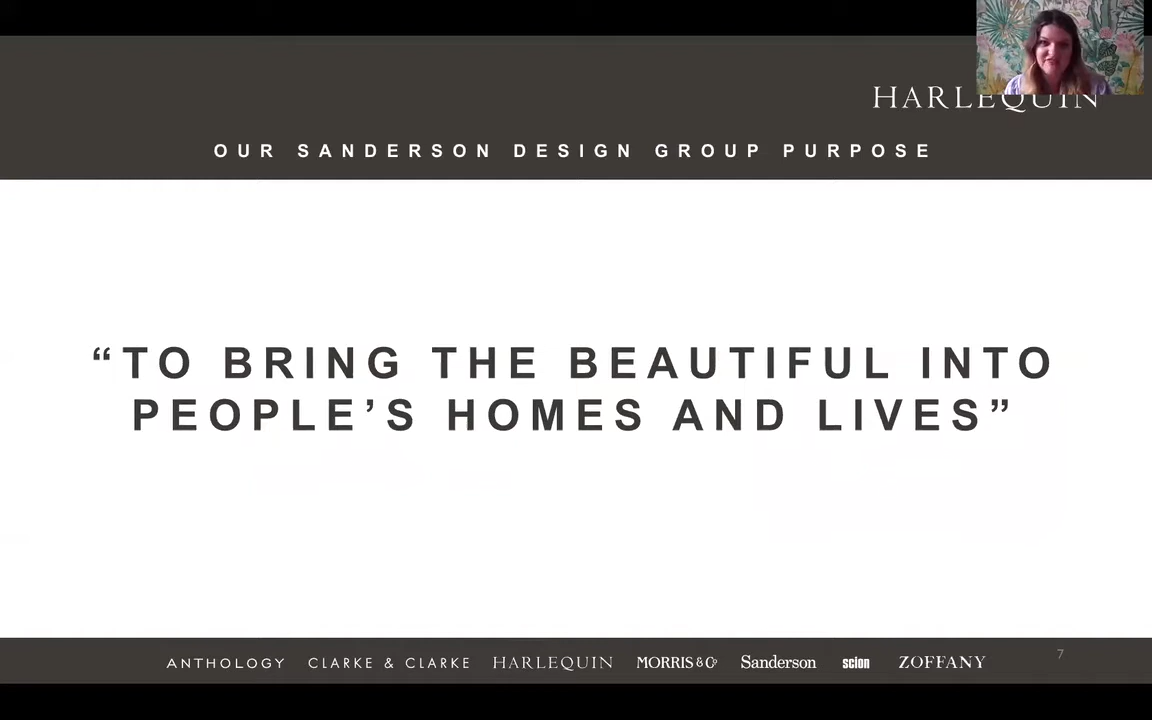 HARLEQUIN
OUR SANDERSON DESIGN GROUP PURPOSE
“TO BRING THE BEAUTIFUL INTO
PEOPLE’S HOMES AND LIVES”
ANTHOLOGY CLARKE & CLARKE HARLEQUIN MORRIS & Co Sanderson scion ZOFFANY 7